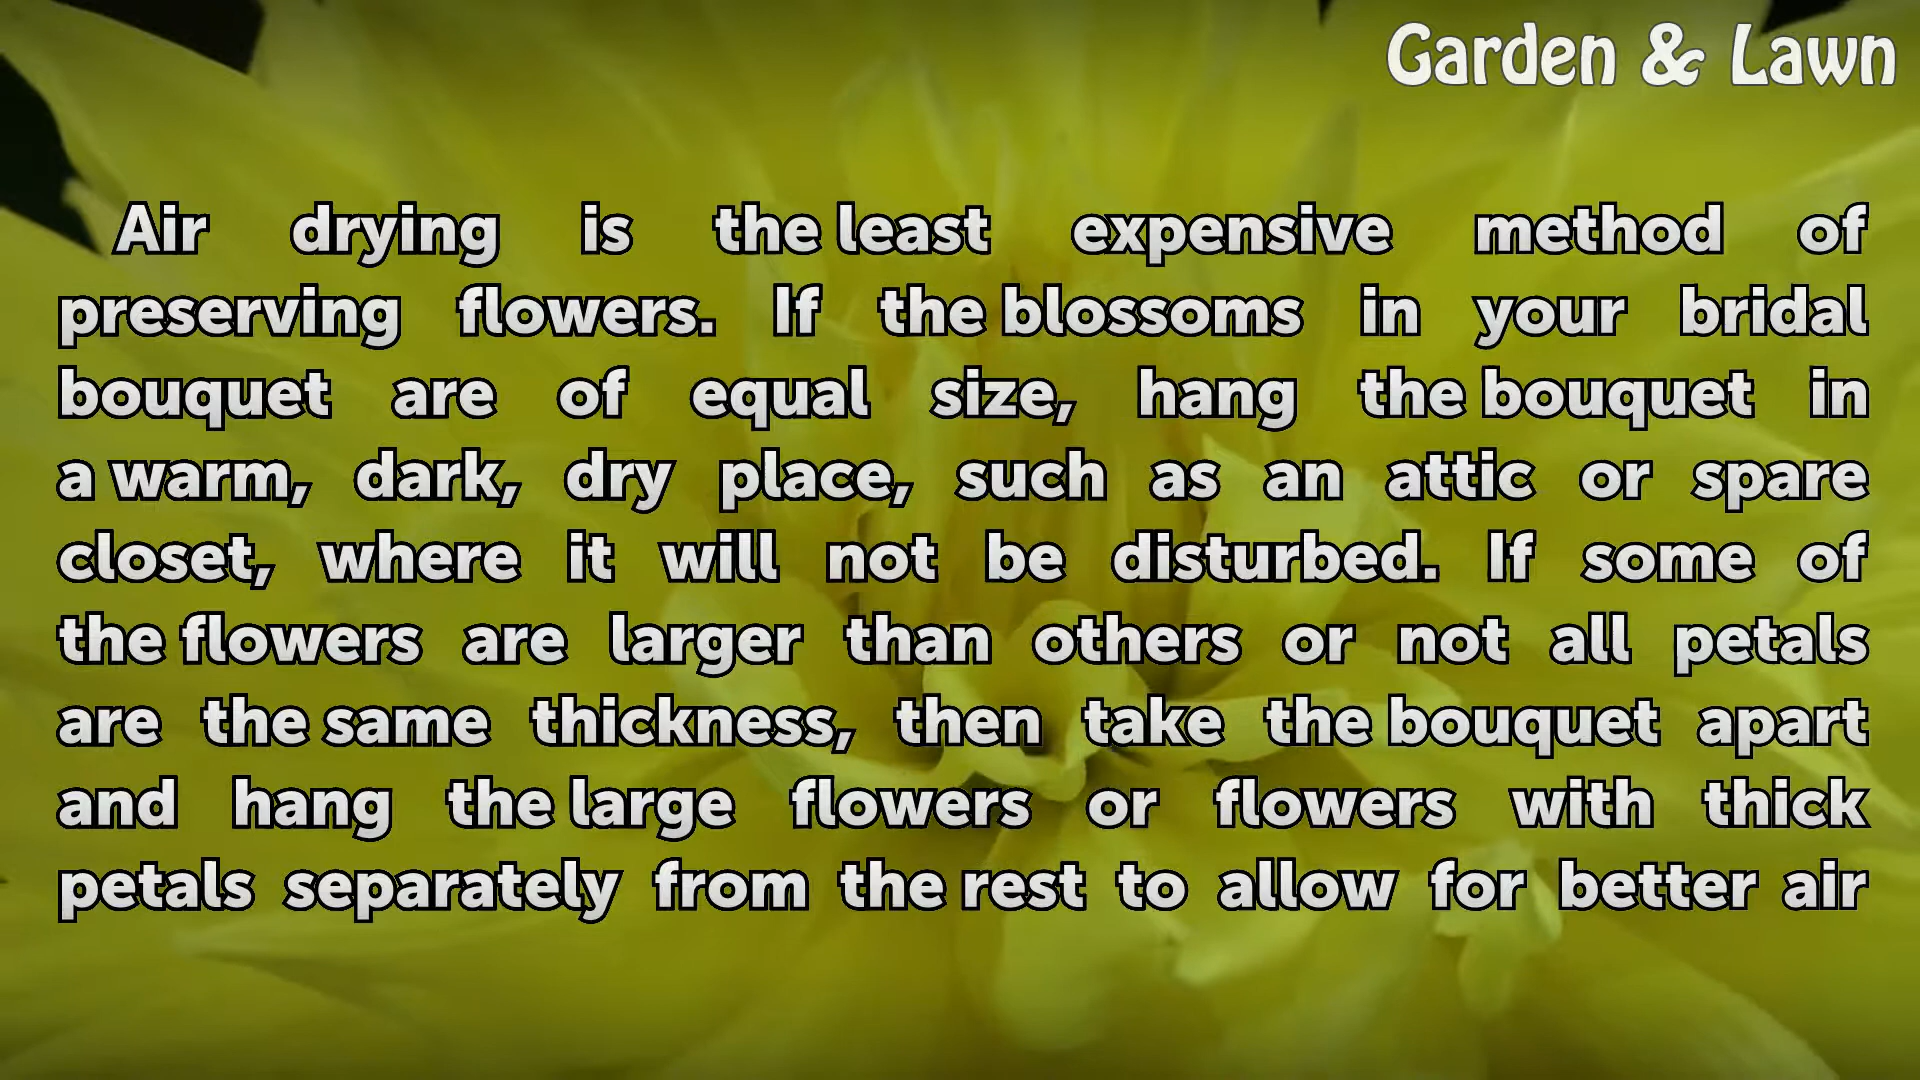 Garden & Lawn
Air drying is the least expensive method of
preserving flowers. If the blossoms in your bridal
bouquet are of equal size, hang the bouquet in
a warm, dark, dry place, such as an attic or spare
closet, where it will not be disturbed. If some of
the flowers are larger than others or not all petals
are the same thickness, then take the bouquet apart
and hang the large flowers or flowers with thick
petals separately from the rest to allow for better air